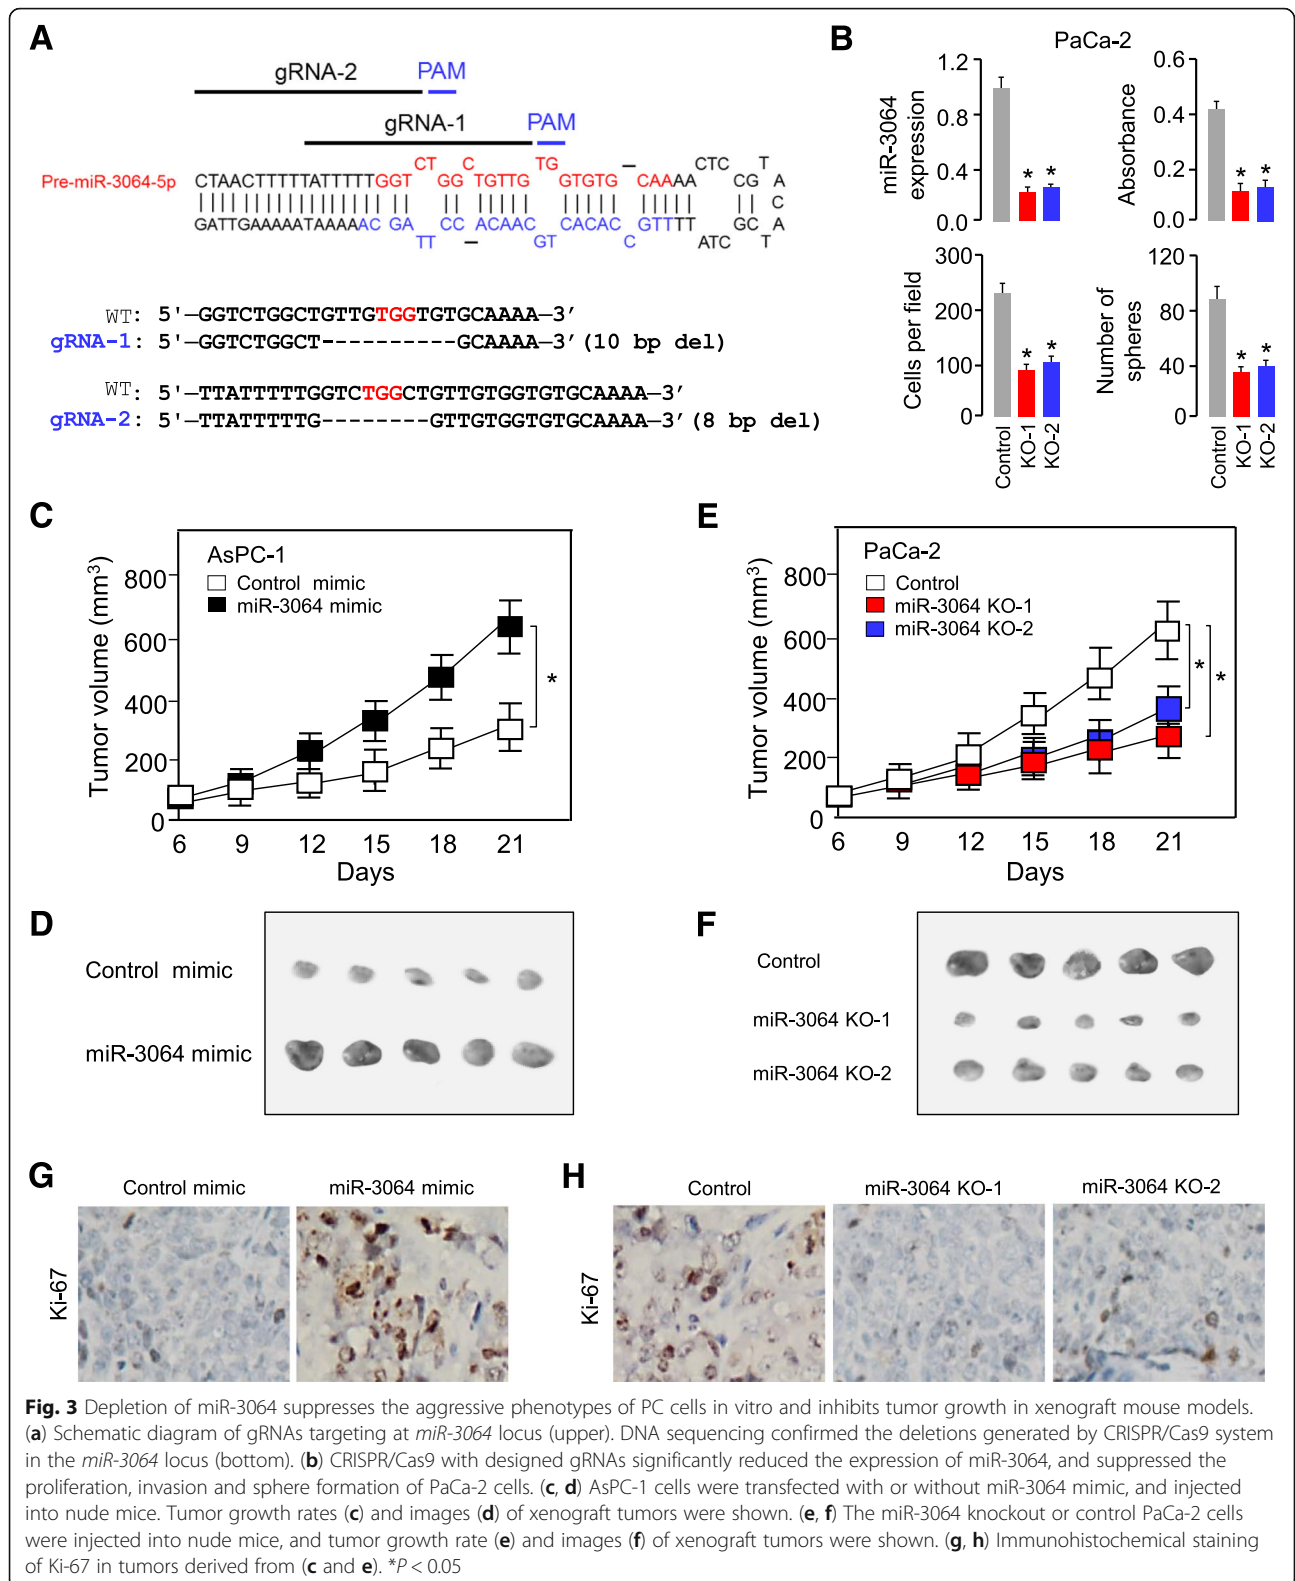 A
gRNA-2 PAM
gRNA-1 PAM
CT C TG – CTC T
Pre-miR-3064-5p CTAACTTTTTATTTTTGGT GG TGTTG GTGTG CAAAA CG A
C
GATTGAAAAATAAAAACGA CC ACAAC CACAC GTTTT GC A
TT – GT C ATC T
WT: 5'–GGTCTGGCTGTTGTGGTGTGCAAAA–3'
gRNA-1: 5'–GGTCTGGCT----------GCAAAA–3' (10 bp del)
WT: 5'–TTATTTTTGGTCTGGCTGTTGTGGTGTGCAAAA–3'
gRNA-2: 5'–TTATTTTTG--------GTTGTGGTGTGCAAAA–3' (8 bp del)
B
PaCa-2
miR-3064 expression
1.2
0.8
0.4
0.0
* *
Absorbance
0.6
0.4
0.2
0.0
* *
Cells per field
300
200
100
0
* *
Control
KO-1
KO-2
Number of spheres
120
80
40
0
* *
Control
KO-1
KO-2
C
AsPC-1
Control mimic
miR-3064 mimic
Tumor volume (mm³)
800
600
400
200
0
*
6 9 12 15 18 21
Days
E
PaCa-2
Control
miR-3064 KO-1
miR-3064 KO-2
Tumor volume (mm³)
800
600
400
200
0
* *
6 9 12 15 18 21
Days
D
Control mimic
miR-3064 mimic
F
Control
miR-3064 KO-1
miR-3064 KO-2
G
Control mimic miR-3064 mimic
Ki-67
H
Control miR-3064 KO-1 miR-3064 KO-2
Ki-67
Fig. 3 Depletion of miR-3064 suppresses the aggressive phenotypes of PC cells in vitro and inhibits tumor growth in xenograft mouse models.
(a) Schematic diagram of gRNAs targeting at miR-3064 locus (upper). DNA sequencing confirmed the deletions generated by CRISPR/Cas9 system
in the miR-3064 locus (bottom). (b) CRISPR/Cas9 with designed gRNAs significantly reduced the expression of miR-3064, and suppressed the
proliferation, invasion and sphere formation of PaCa-2 cells. (c, d) AsPC-1 cells were transfected with or without miR-3064 mimic, and injected
into nude mice. Tumor growth rates (c) and images (d) of xenograft tumors were shown. (e, f) The miR-3064 knockout or control PaCa-2 cells
were injected into nude mice, and tumor growth rate (e) and images (f) of xenograft tumors were shown. (g, h) Immunohistochemical staining
of Ki-67 in tumors derived from (c and e). *P < 0.05